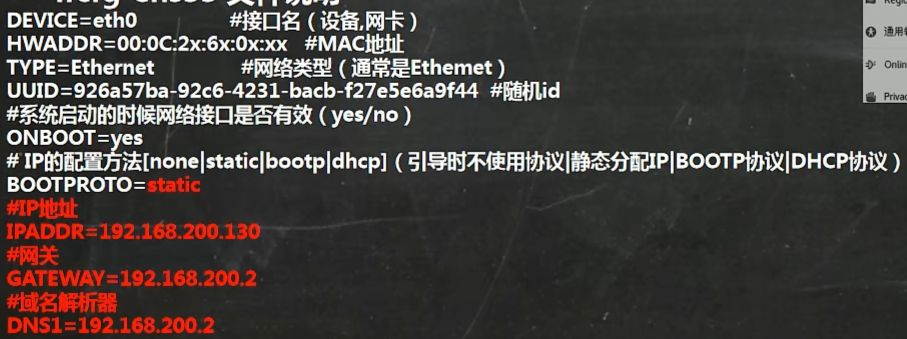 DEVICE=eth0 #接口名（设备,网卡）
HWADDR=00:0C:2x:6x:0x:xx #MAC地址
TYPE=Ethernet #网络类型（通常是Ethemet）
UUID=926a57ba-92c6-4231-bacb-f27e5e6a9f44 #随机id
#系统启动的时候网络接口是否有效（yes/no）
ONBOOT=yes
# IP的配置方法[none|static|bootp|dhcp]（引导时不使用协议|静态分配IP|BOOTP协议|DHCP协议）
BOOTPROTO=static
#IP地址
IPADDR=192.168.200.130
#网关
GATEWAY=192.168.200.2
#域名解析器
DNS1=192.168.200.2
通用
Onlin
Privac